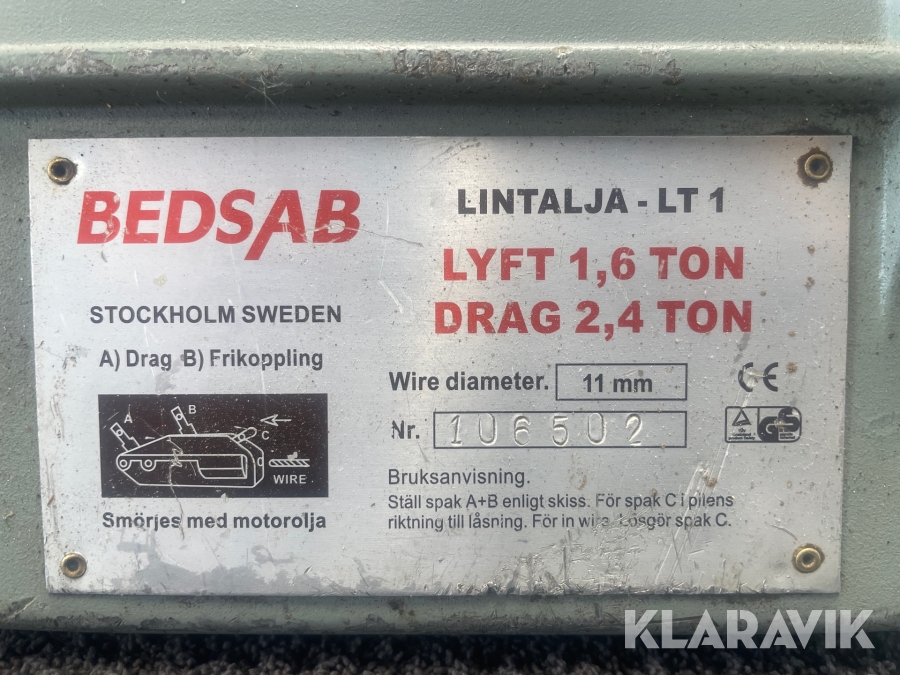 BEDSAB
STOCKHOLM SWEDEN
A) Drag B) Frikoppling
A
B
C
WIRE
Smörjes med motorolja
LINTALJA - LT 1
LYFT 1,6 TON
DRAG 2,4 TON
Wire diameter. 11 mm
CE
Nr. 106502
GS
Bruksanvisning.
Ställ spak A+B enligt skiss. För spak C i pilens
riktning till låsning. För in wire. Lösgör spak C.
KLARAVIK